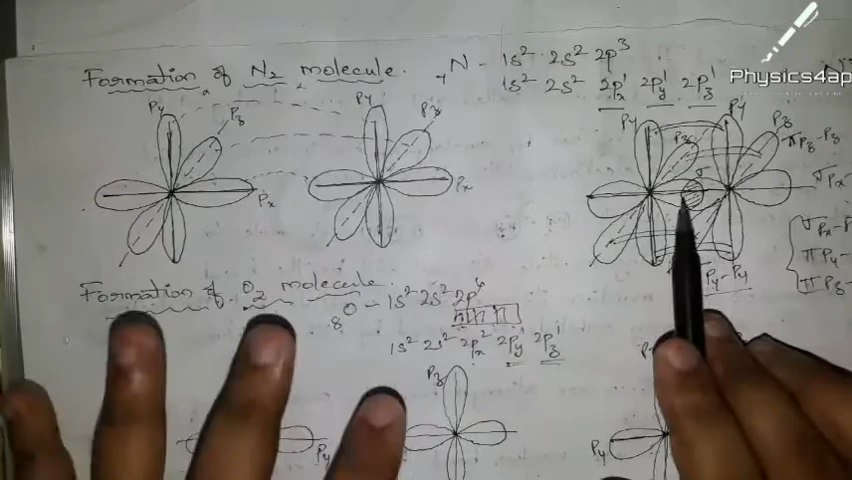 Formation of N2 molecule. 7N - 1s² 2s² 2p³
1s² 2s² 2px¹ 2py¹ 2pz¹
Physics4ap
Py Pz Py Pz Py Pz Py Pz πPz-Pz
Px Px σ σPx-
σPx-P
πPy-
πPz-
Py-Py
Formation of O2 molecule.
8O - 1s² 2s² 2p⁴
1s² 2s² 2px² 2py¹ 2pz¹
Pz
Py Py